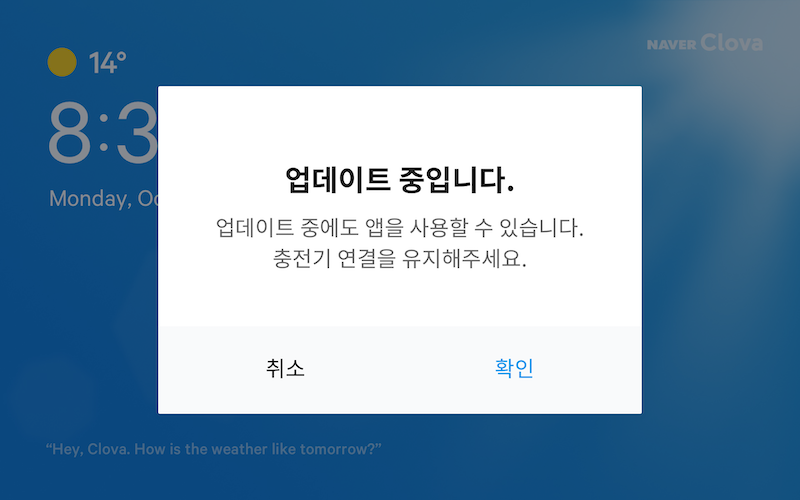 NAVER Clova
14°
8:3
Monday, Oc
업데이트 중입니다.
업데이트 중에도 앱을 사용할 수 있습니다.
충전기 연결을 유지해주세요.
취소
확인
“Hey, Clova. How is the weather like tomorrow?”